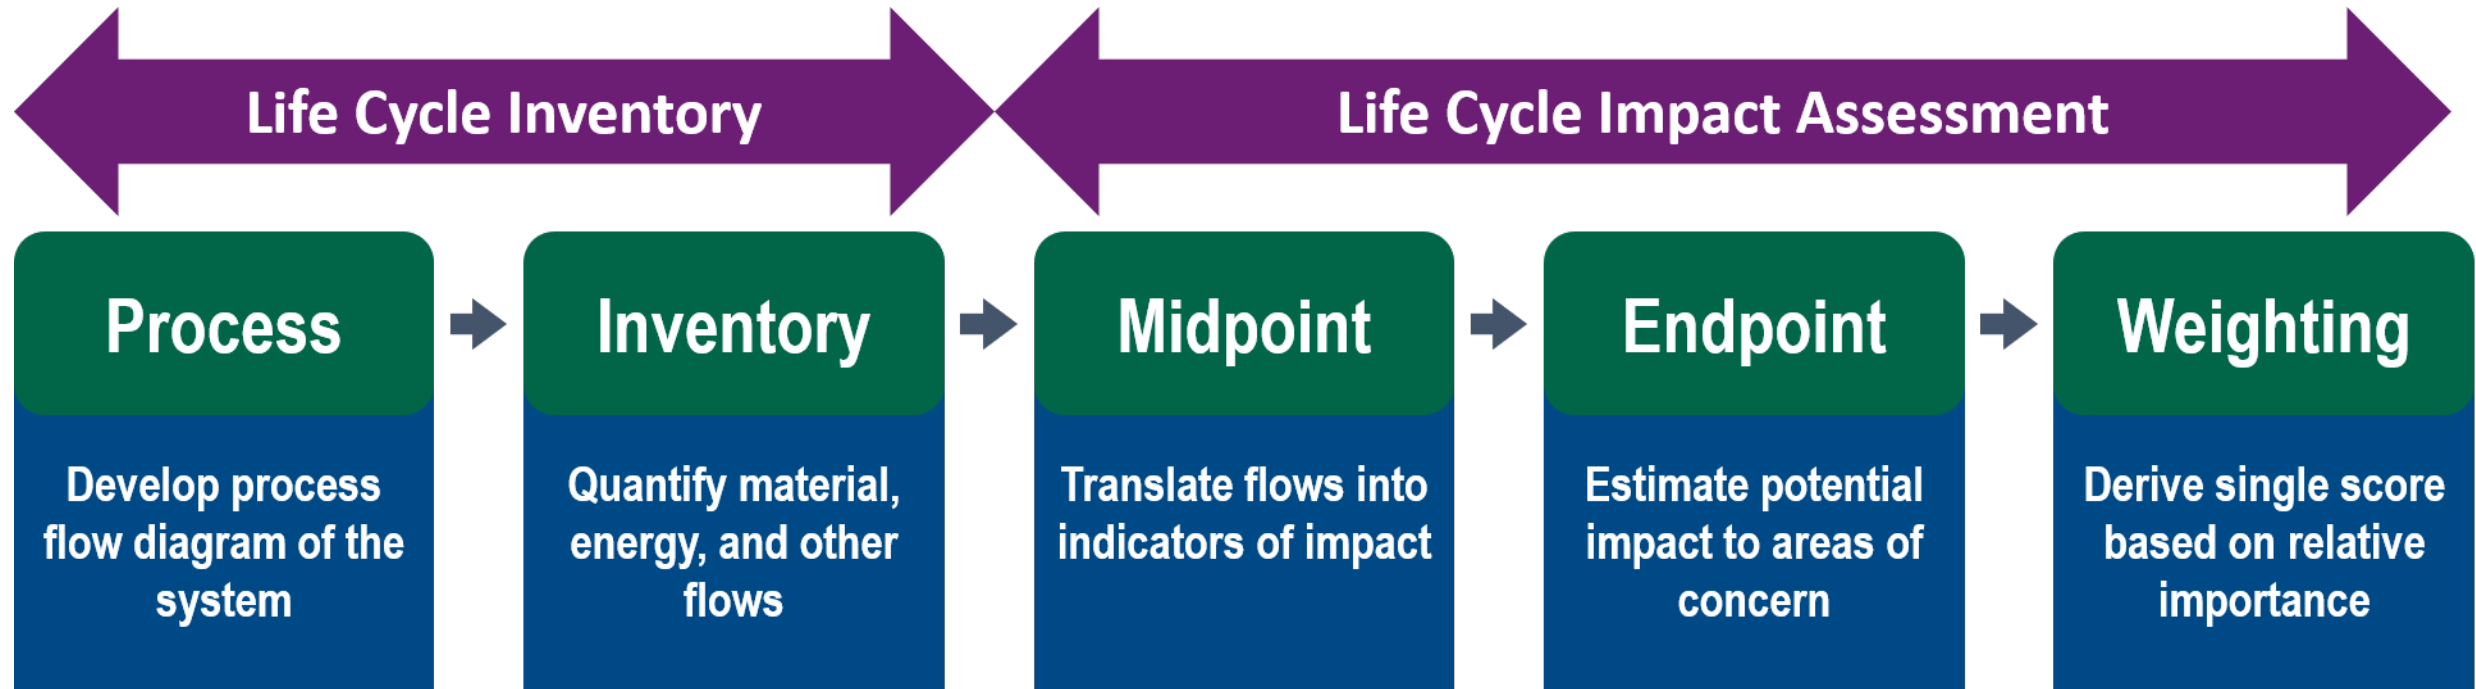 Life Cycle Inventory
Life Cycle Impact Assessment
Process
Develop process
flow diagram of the
system
Inventory
Quantify material,
energy, and other
flows
Midpoint
Translate flows into
indicators of impact
Endpoint
Estimate potential
impact to areas of
concern
Weighting
Derive single score
based on relative
importance